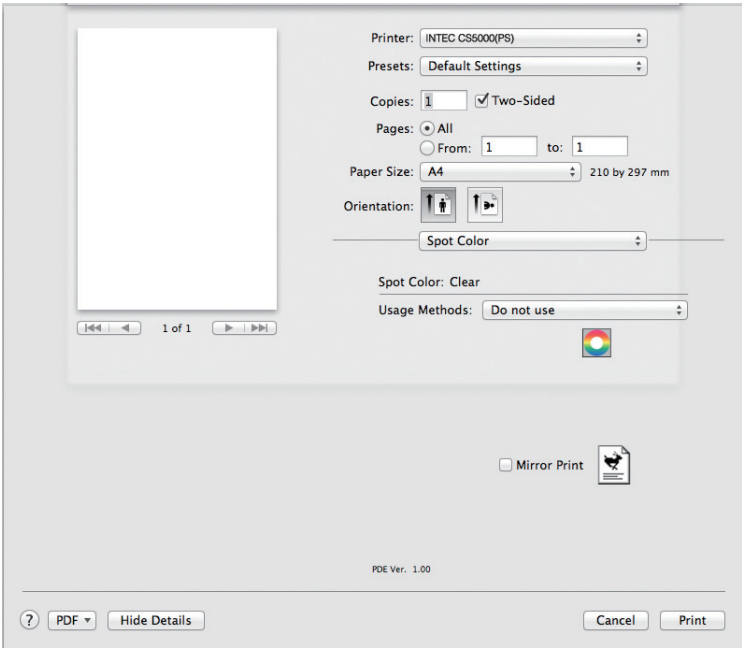 Printer: INTEC CS5000(PS)
Presets: Default Settings
Copies: 1 Two-Sided
Pages: All
From: 1 to: 1
Paper Size: A4 210 by 297 mm
Orientation:
Spot Color
Spot Color: Clear
Usage Methods: Do not use
1 of 1
Mirror Print
PDE Ver. 1.00
? PDF Hide Details Cancel Print